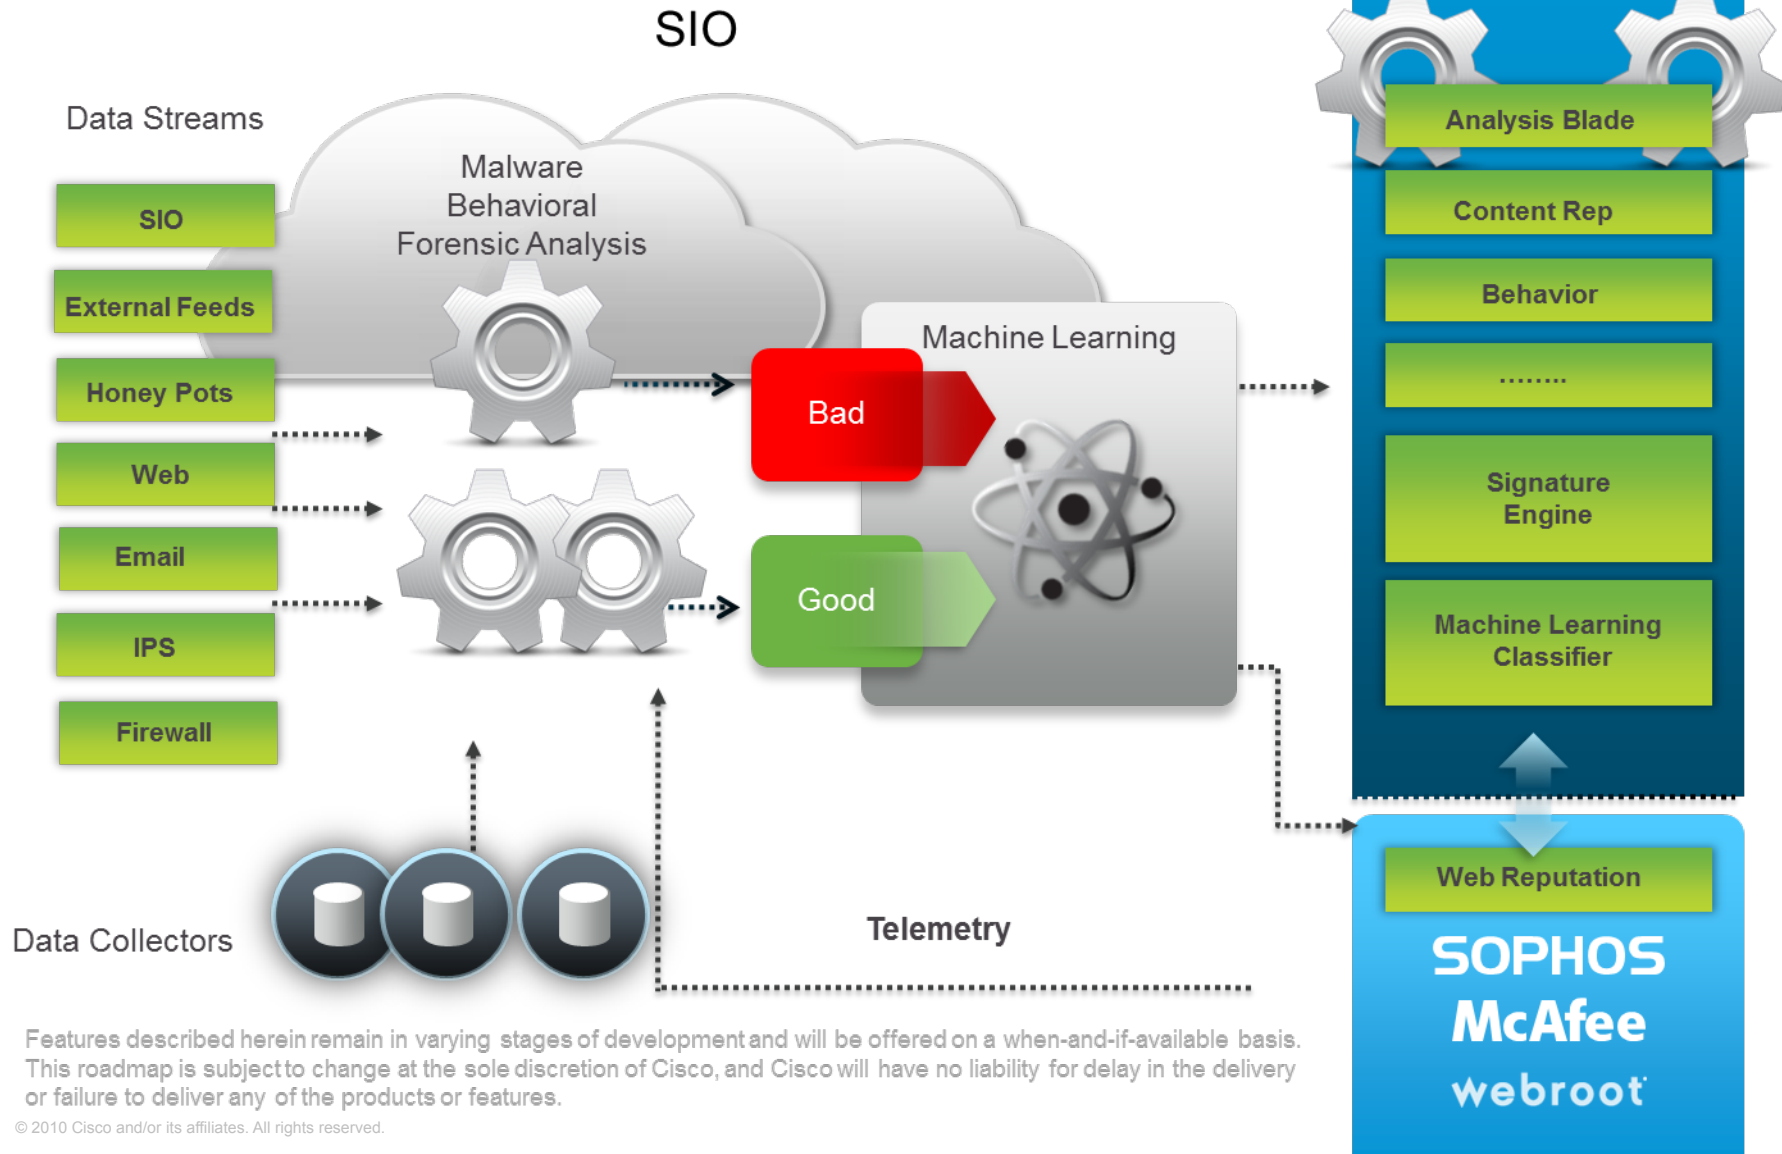 SIO
Data Streams
SIO
External Feeds
Honey Pots
Web
Email
IPS
Firewall
Malware
Behavioral
Forensic Analysis
Bad
Good
Machine Learning
Analysis Blade
Content Rep
Behavior
........
Signature
Engine
Machine Learning
Classifier
Web Reputation
SOPHOS
McAfee
webroot
Data Collectors
Telemetry
Features described herein remain in varying stages of development and will be offered on a when-and-if-available basis.
This roadmap is subject to change at the sole discretion of Cisco, and Cisco will have no liability for delay in the delivery
or failure to deliver any of the products or features.
© 2010 Cisco and/or its affiliates. All rights reserved.